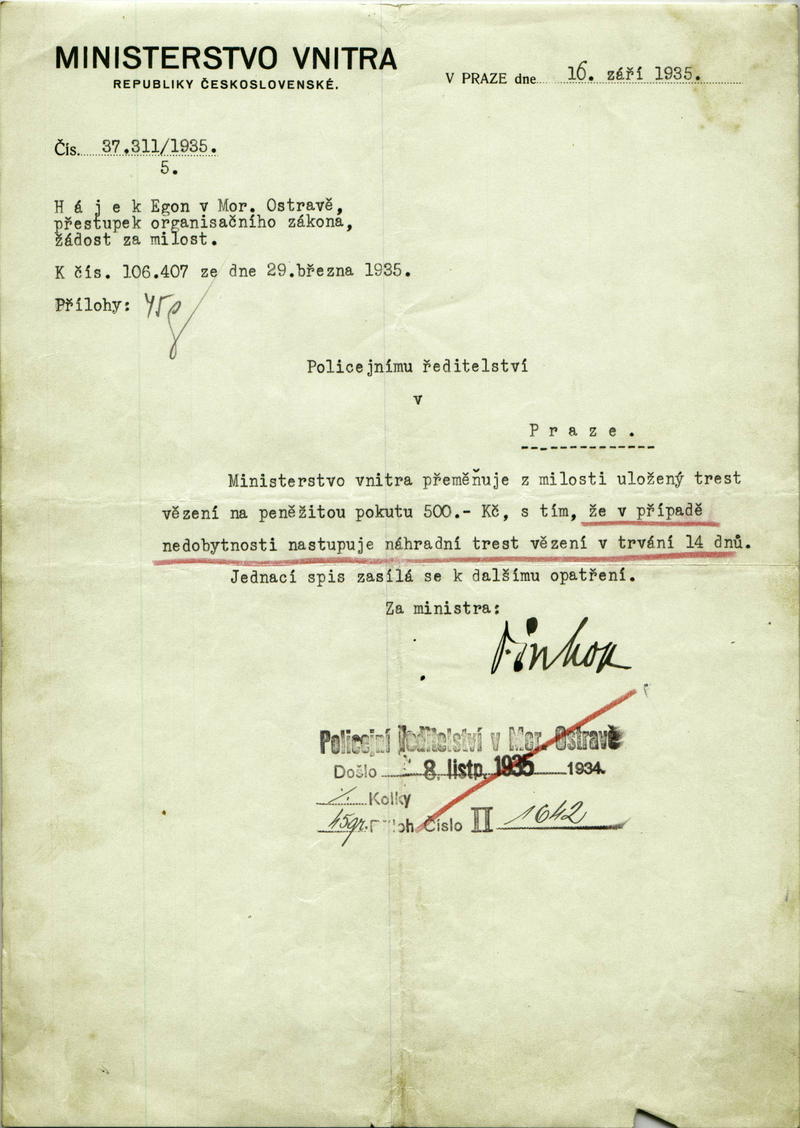 MINISTERSTVO VNITRA
REPUBLIKY ČESKOSLOVENSKÉ.
V PRAZE dne 16. září 1935.
Čís. 37.311/1935.
5.
H á j e k Egon v Mor. Ostravě,
přestupek organisačního zákona,
žádost za milost.
K čís. 106.407 ze dne 29.března 1935.
Přílohy:
Policejnímu ředitelství
v
P r a z e .
Ministerstvo vnitra přeměňuje z milosti uložený trest
vězení na peněžitou pokutu 500.- Kč, s tím, že v případě
nedobytnosti nastupuje náhradní trest vězení v trvání 14 dnů.
Jednací spis zasílá se k dalšímu opatření.
Za ministra:
Policejní ředitelství v Mor. Ostravě
Došlo 8. listp. 1935 1934.
Kolky
Číslo II 1642